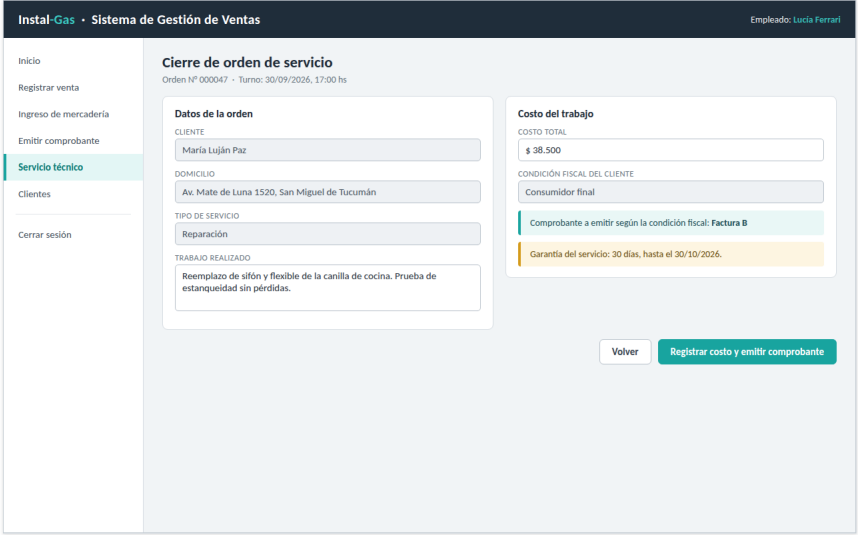 Instal-Gas · Sistema de Gestión de Ventas
Empleado: Lucía Ferrari
Inicio
Registrar venta
Ingreso de mercadería
Emitir comprobante
Servicio técnico
Clientes
Cerrar sesión
Cierre de orden de servicio
Orden Nº 000047 · Turno: 30/09/2026, 17:00 hs
Datos de la orden
CLIENTE
María Luján Paz
DOMICILIO
Av. Mate de Luna 1520, San Miguel de Tucumán
TIPO DE SERVICIO
Reparación
TRABAJO REALIZADO
Reemplazo de sifón y flexible de la canilla de cocina. Prueba de
estanqueidad sin pérdidas.
Costo del trabajo
COSTO TOTAL
$ 38.500
CONDICIÓN FISCAL DEL CLIENTE
Consumidor final
Comprobante a emitir según la condición fiscal: Factura B
Garantía del servicio: 30 días, hasta el 30/10/2026.
Volver
Registrar costo y emitir comprobante